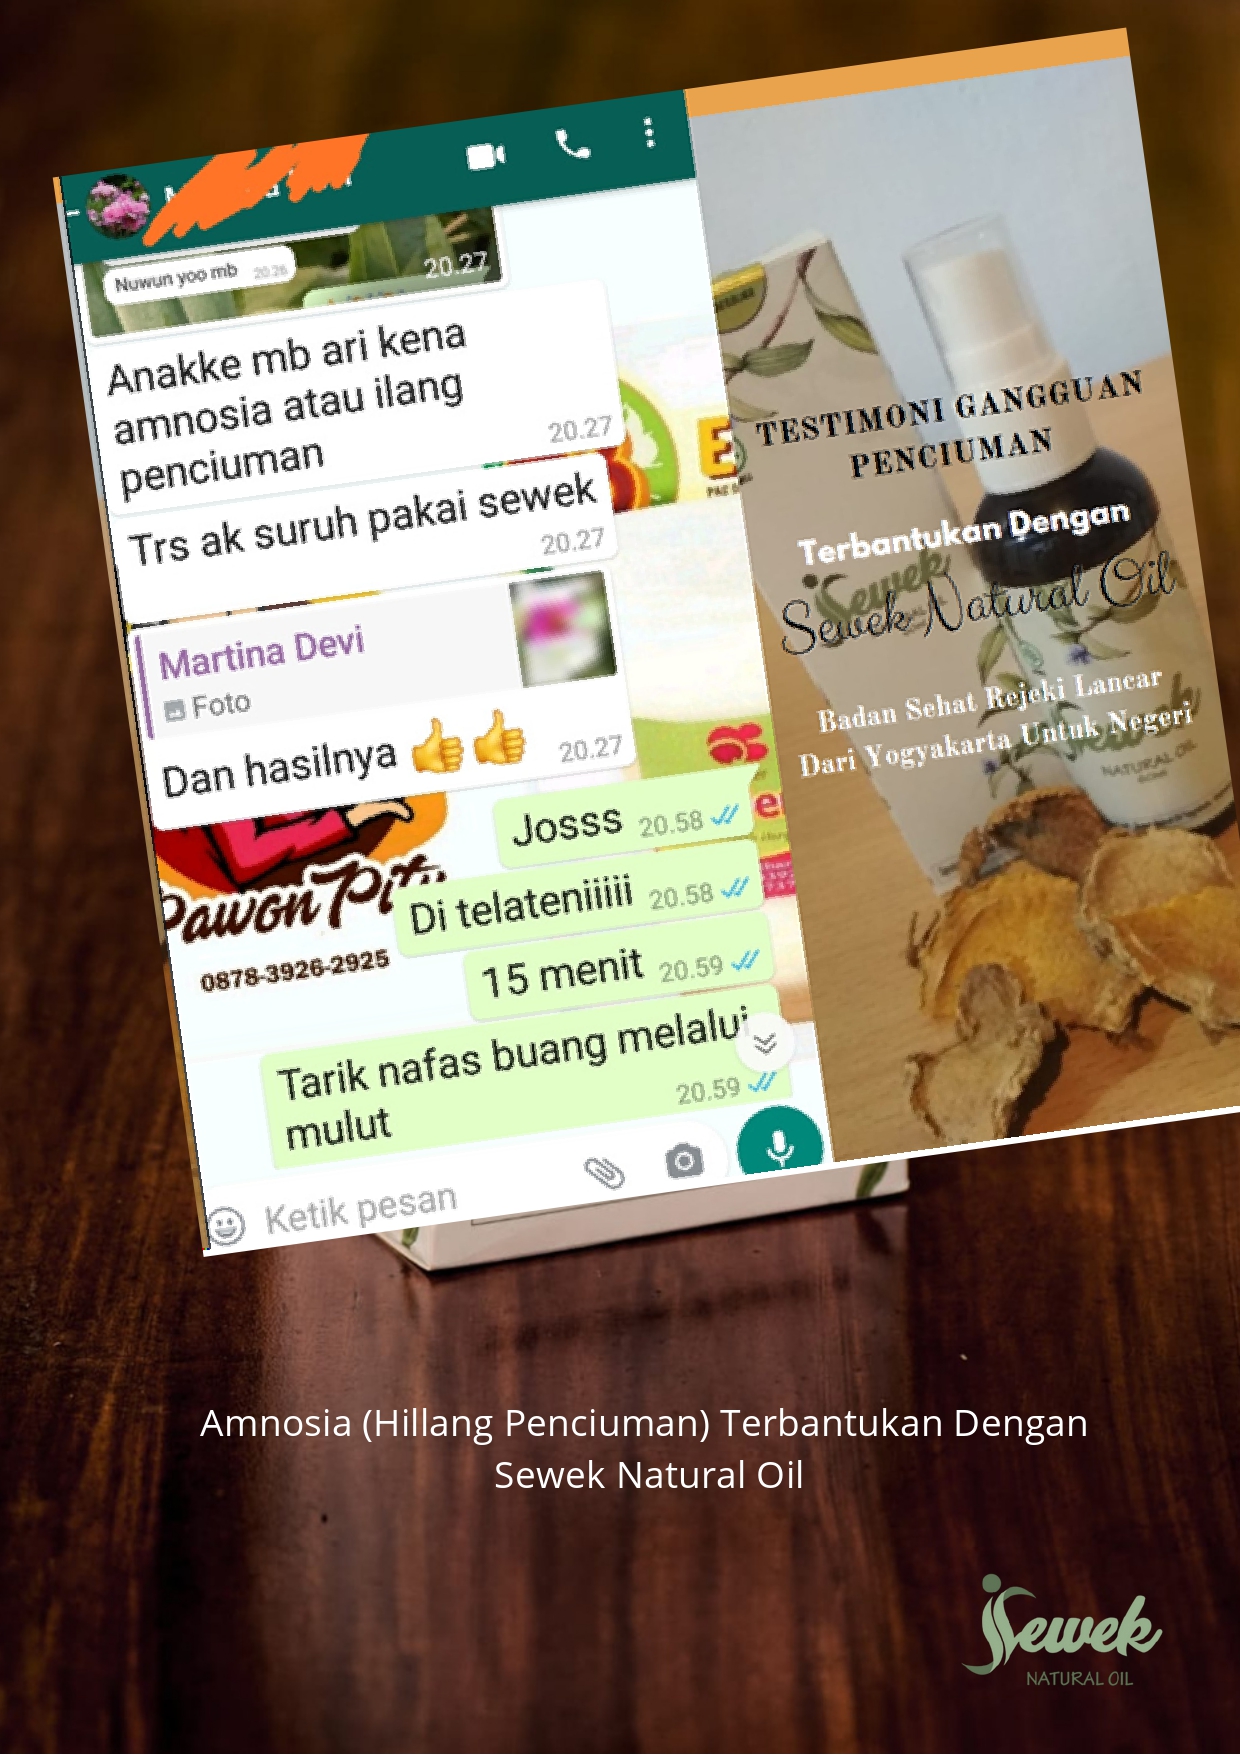 Nuwun yoo mb 20.26
20.27
Anakke mb ari kena
amnosia atau ilang
penciuman
20.27
Trs ak suruh pakai sewek
20.27
Martina Devi
Foto
Dan hasilnya 👍👍 20.27
Josss 20.58
Pawon Pitu
Di telateniiiii 20.58
0878-3926-2925
15 menit 20.59
Tarik nafas buang melalui
mulut
20.59
Ketik pesan
TESTIMONI GANGGUAN
PENCIUMAN
Terbantukan Dengan
Sewek
Sewek Natural Oil
Badan Sehat Rejeki Lancar
Dari Yogyakarta Untuk Negeri
NATURAL OIL
Amnosia (Hillang Penciuman) Terbantukan Dengan
Sewek Natural Oil
Sewek
NATURAL OIL